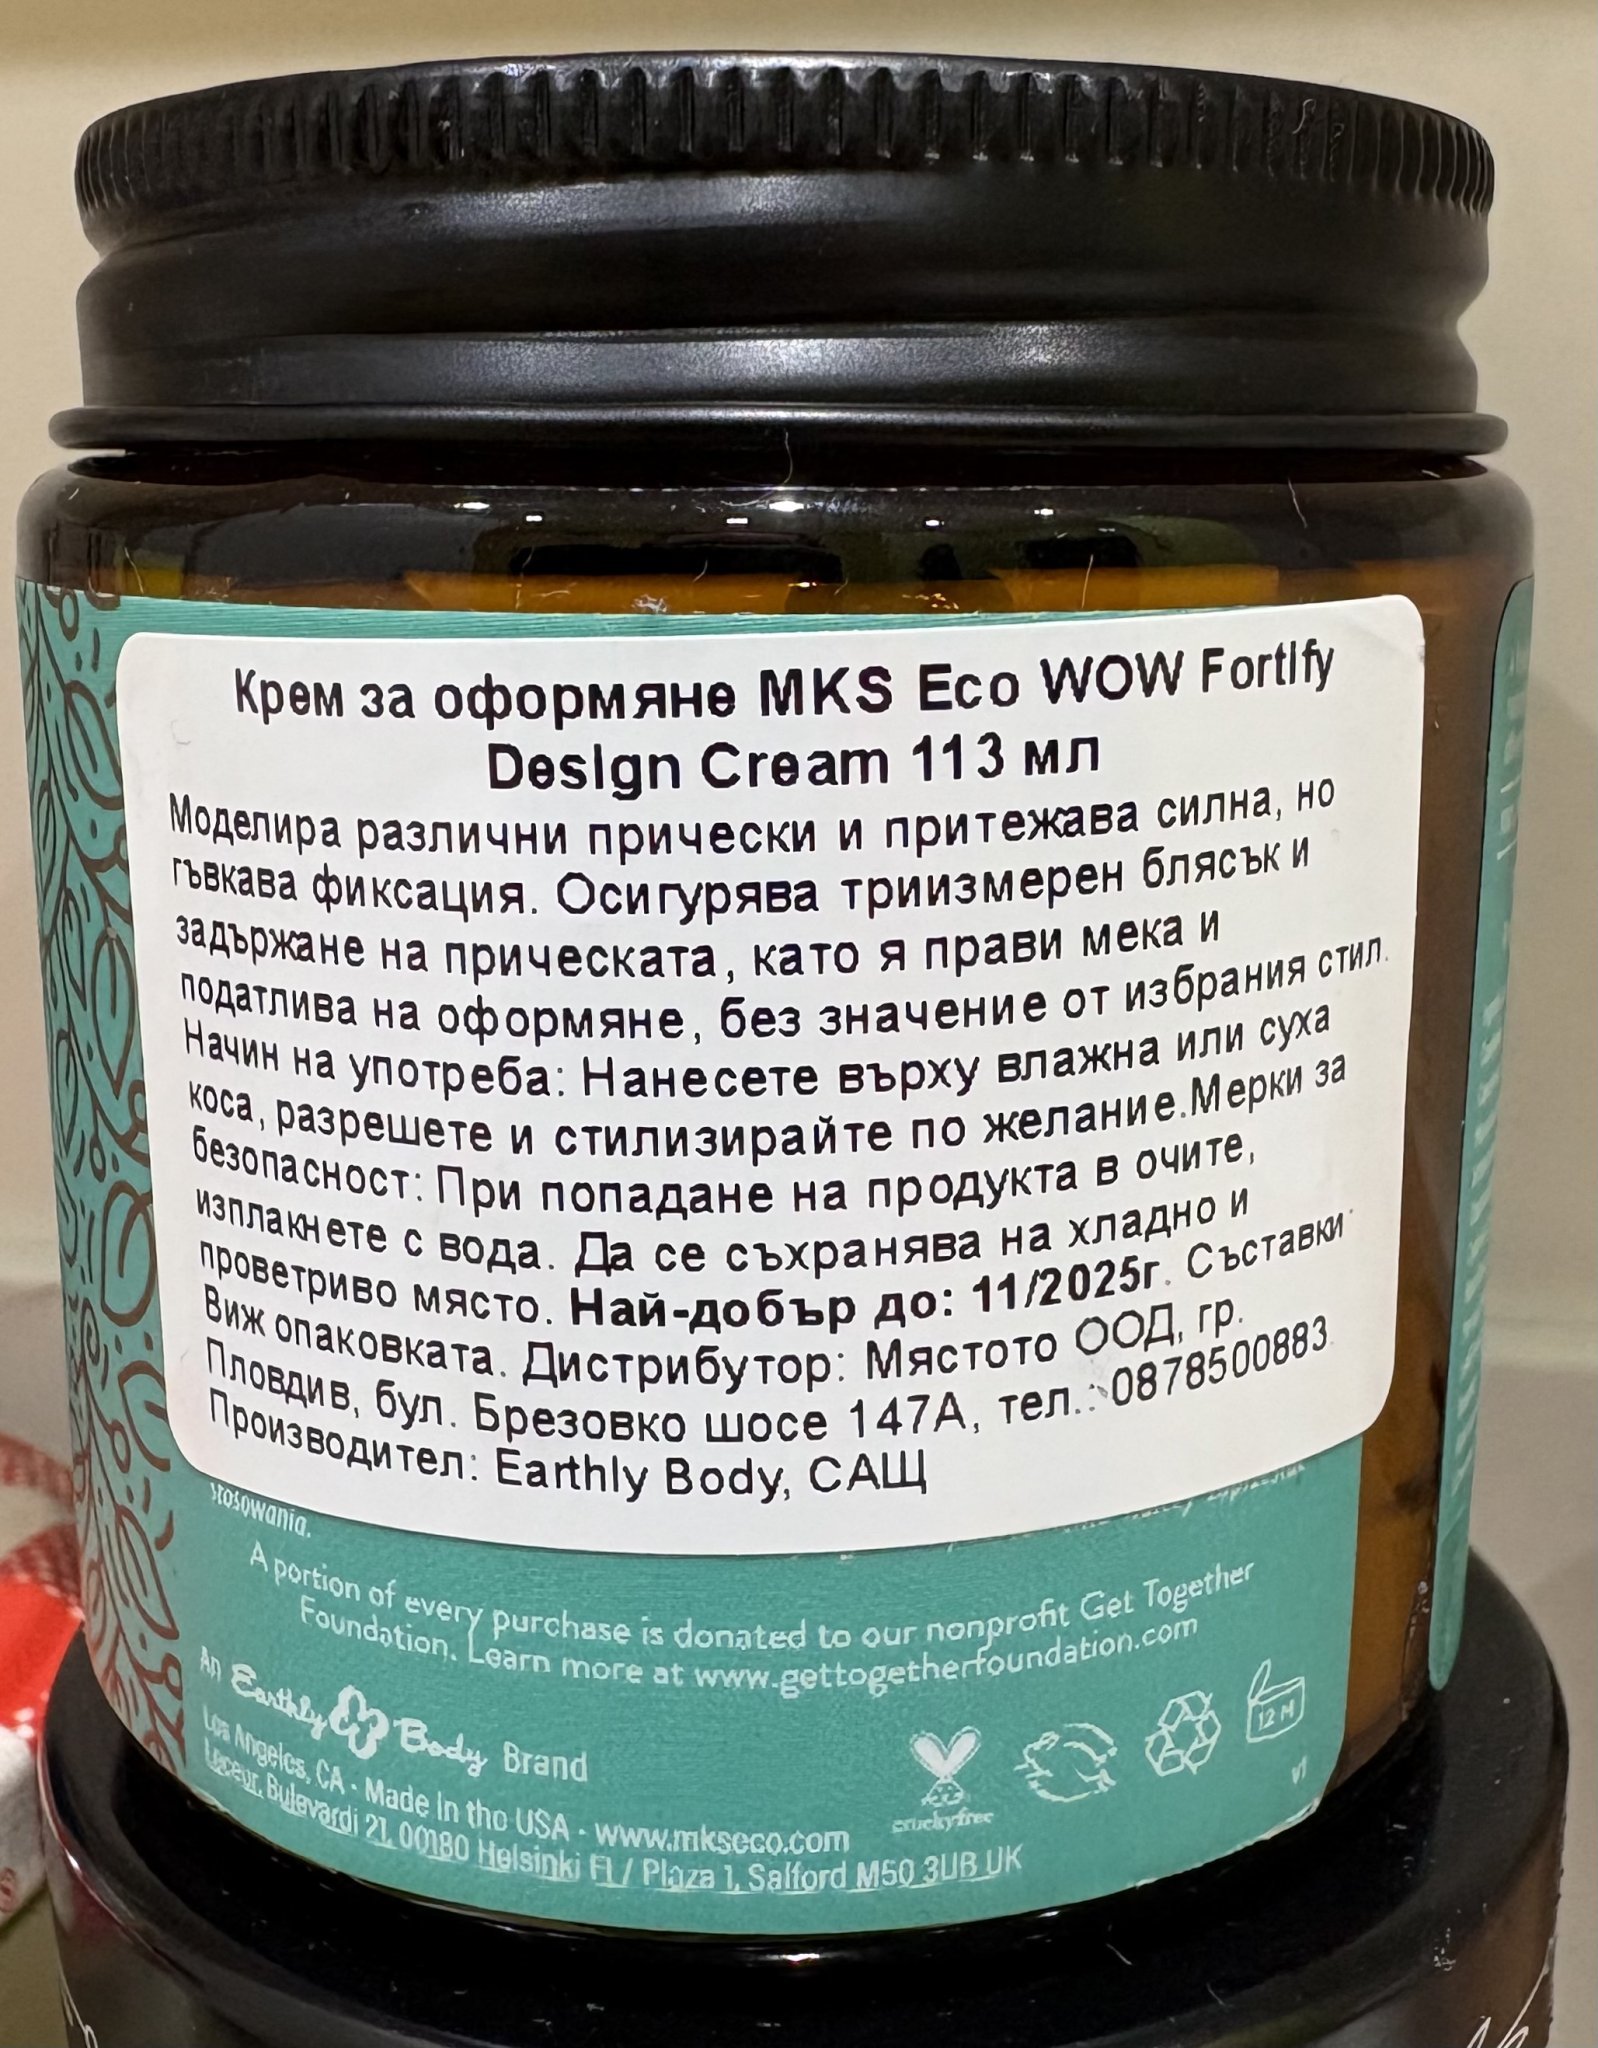 Крем за оформяне MKS Eco WOW Fortify
Design Cream 113 мл
Моделира различни прически и притежава силна, но
гъвкава фиксация. Осигурява триизмерен блясък и
задържане на прическата, като я прави мека и
податлива на оформяне, без значение от избрания стил.
Начин на употреба: Нанесете върху влажна или суха
коса, разрешете и стилизирайте по желание.Мерки за
безопасност: При попадане на продукта в очите,
изплакнете с вода. Да се съхранява на хладно и
проветриво място. Най-добър до: 11/2025г. Съставки:
Виж опаковката. Дистрибутор: Мястото ООД, гр.
Пловдив, бул. Брезовко шосе 147А, тел.: 0878500883.
Производител: Earthly Body, САЩ
stosowania.
A portion of every purchase is donated to our nonprofit Get Together
Foundation. Learn more at www.gettogetherfoundation.com
An Earthly Body Brand
Los Angeles, CA · Made in the USA · www.mkseco.com
Bulevardi 21, 00180 Helsinki FI / Plaza 1, Salford M50 3UB UK
crueltyfree
12 M
v1